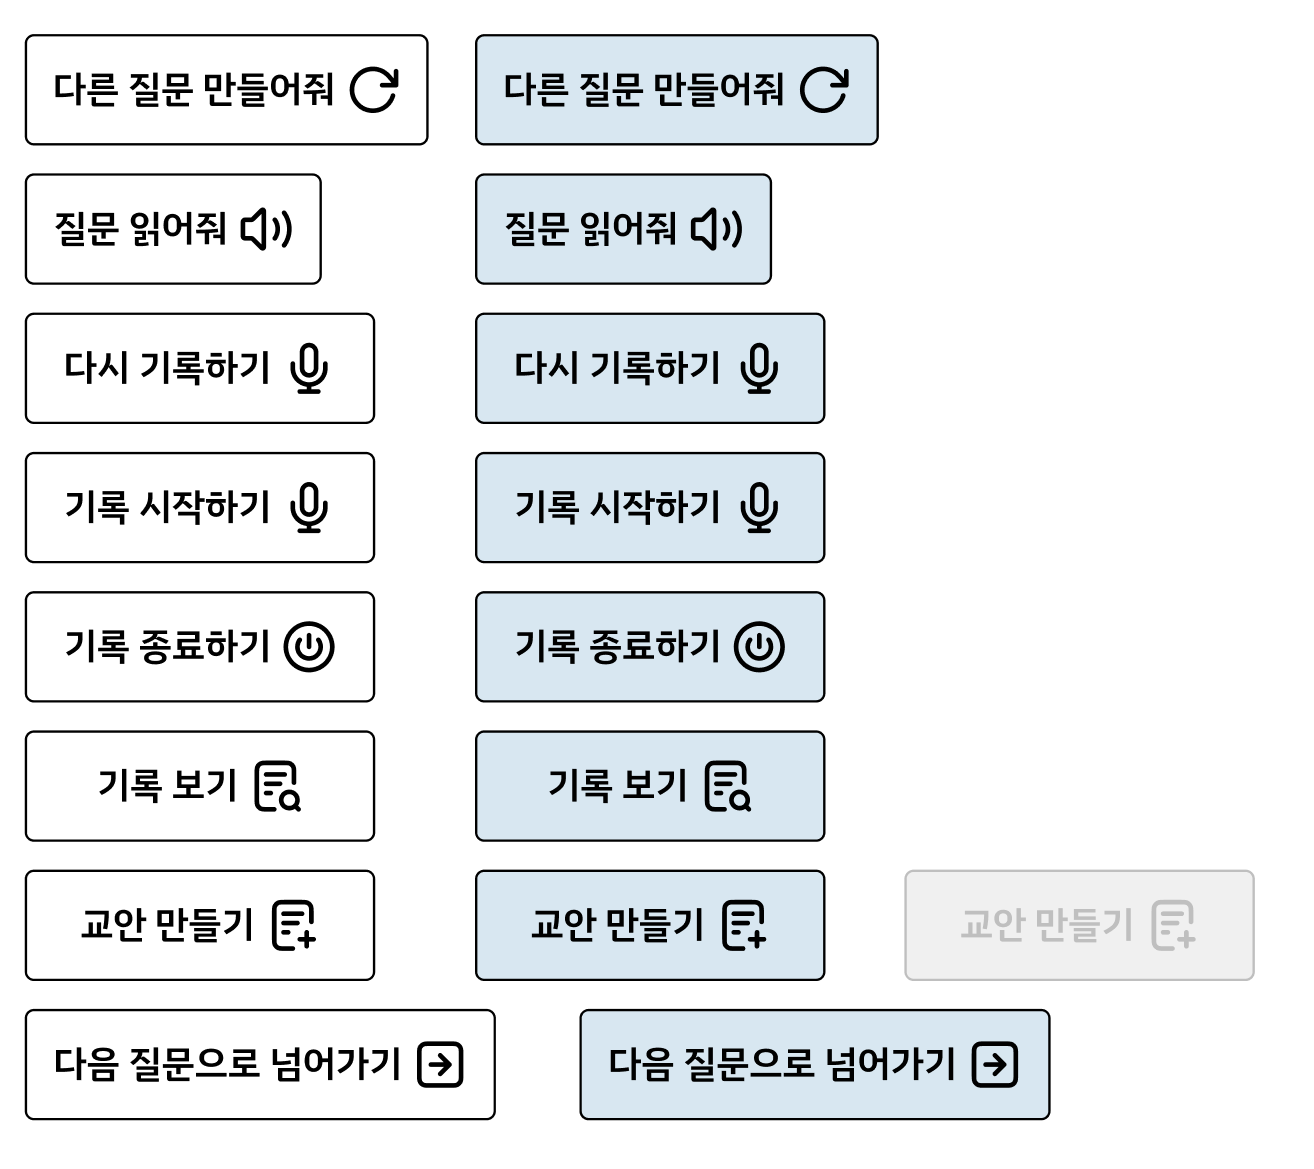 다른 질문 만들어줘 다른 질문 만들어줘
질문 읽어줘 질문 읽어줘
다시 기록하기 다시 기록하기
기록 시작하기 기록 시작하기
기록 종료하기 기록 종료하기
기록 보기 기록 보기
교안 만들기 교안 만들기 교안 만들기
다음 질문으로 넘어가기 다음 질문으로 넘어가기